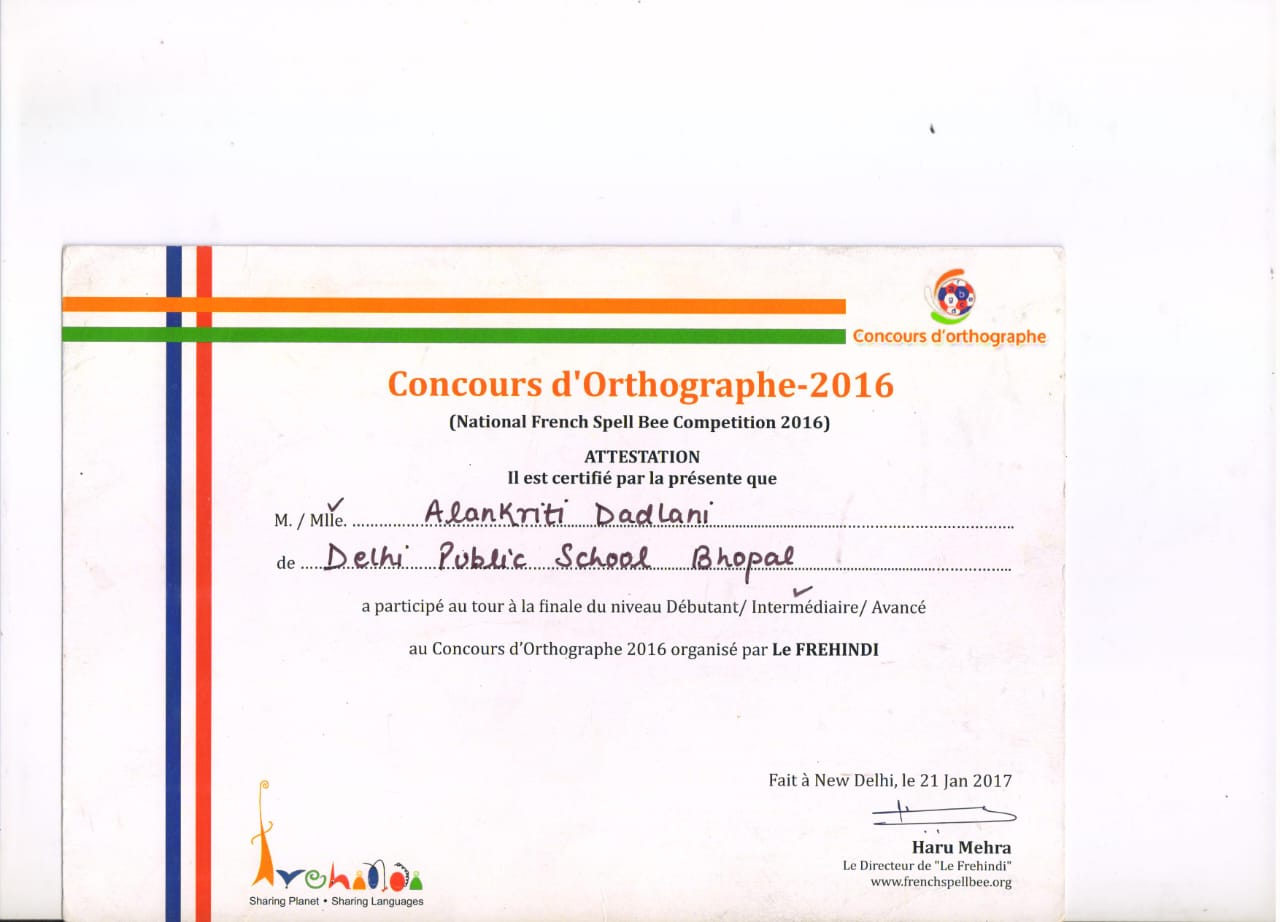 Concours d'orthographe
Concours d'Orthographe-2016
(National French Spell Bee Competition 2016)
ATTESTATION
Il est certifié par la présente que
M. / Mlle. .............. Alankriti Dadlani ..............
de ..... Delhi Public School Bhopal ..............
a participé au tour à la finale du niveau Débutant/ Intermédiaire/ Avancé
au Concours d'Orthographe 2016 organisé par Le FREHINDI
Fait à New Delhi, le 21 Jan 2017
Haru Mehra
Le Directeur de "Le Frehindi"
www.frenchspellbee.org
frehindi
Sharing Planet • Sharing Languages